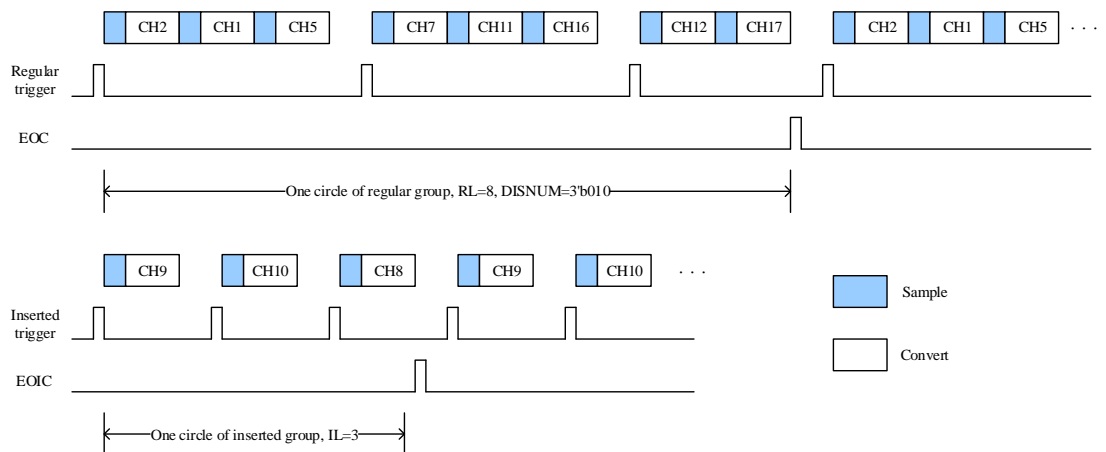 CH2 CH1 CH5 CH7 CH11 CH16 CH12 CH17 CH2 CH1 CH5 · · ·
Regular
trigger
EOC
One circle of regular group, RL=8, DISNUM=3'b010
CH9 CH10 CH8 CH9 CH10 · · ·
Sample
Inserted
trigger
Convert
EOIC
One circle of inserted group, IL=3